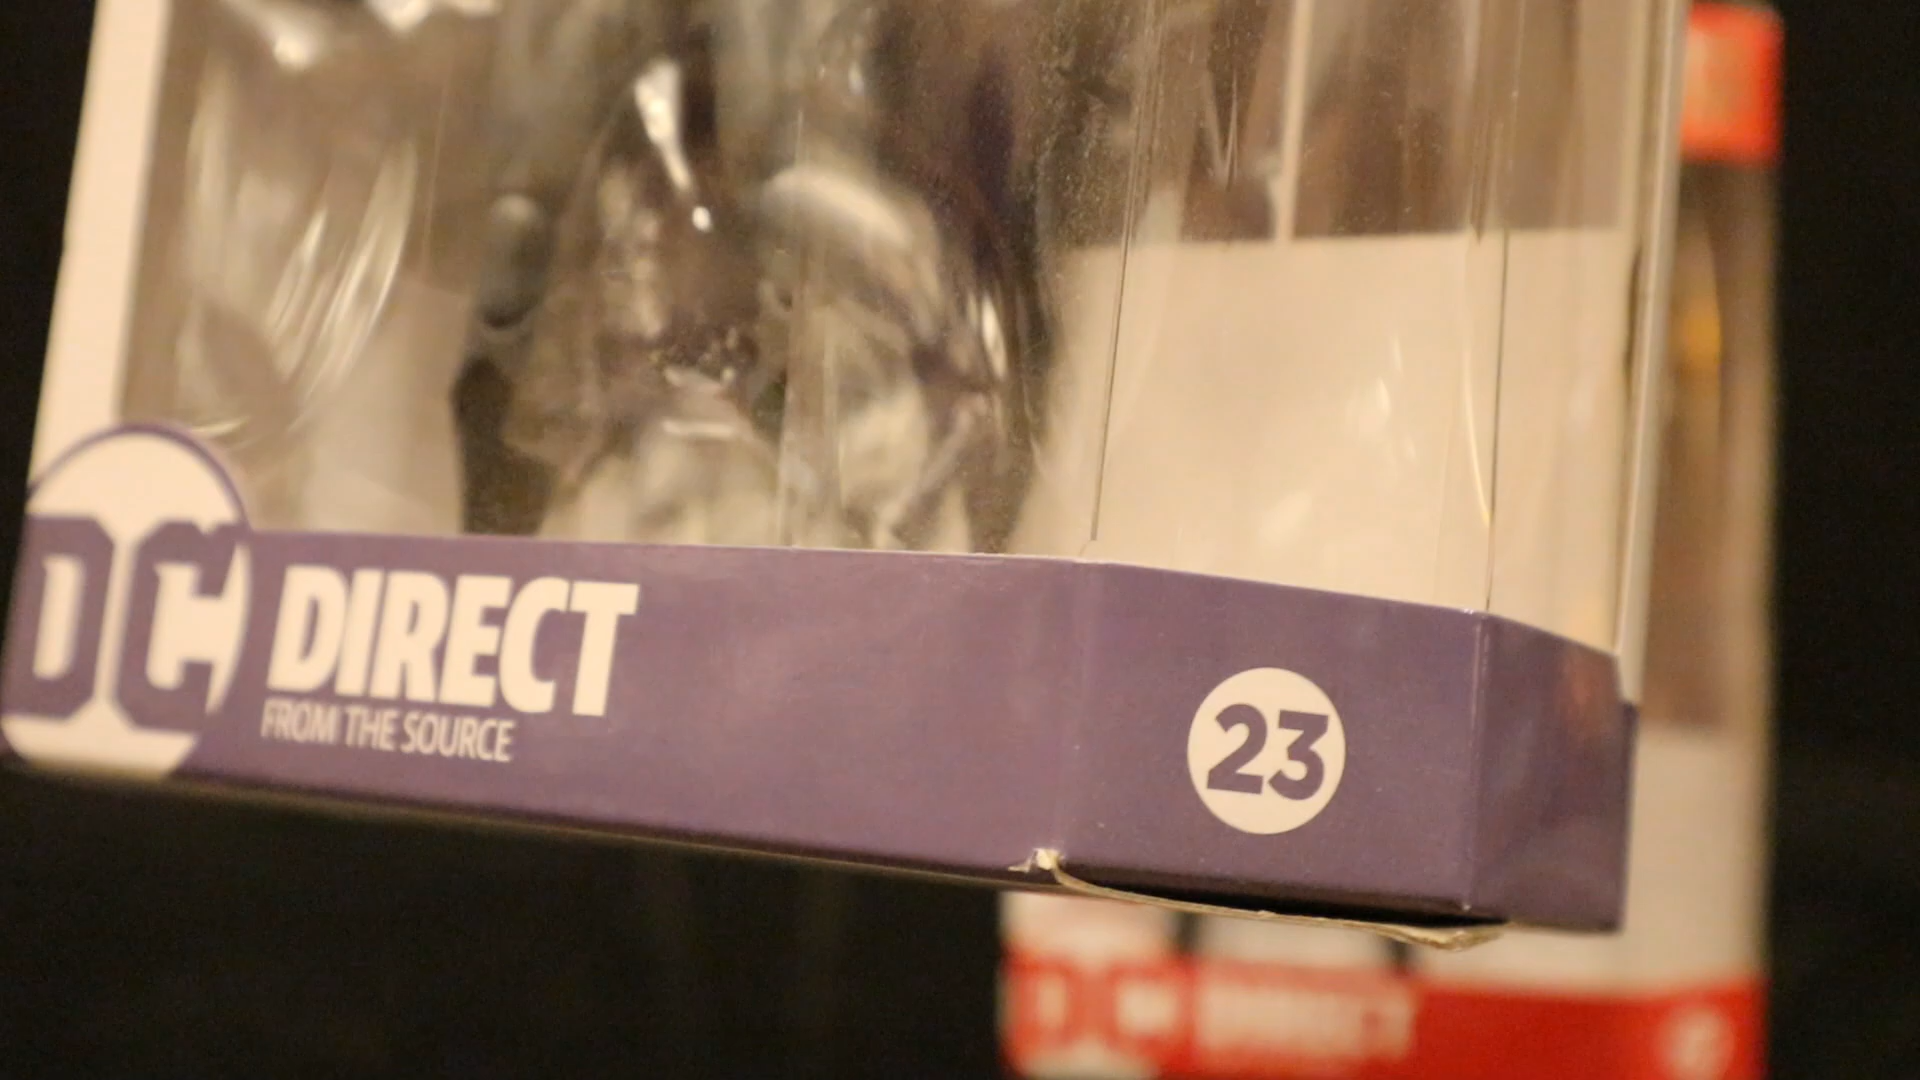 DC
DIRECT
FROM THE SOURCE
23